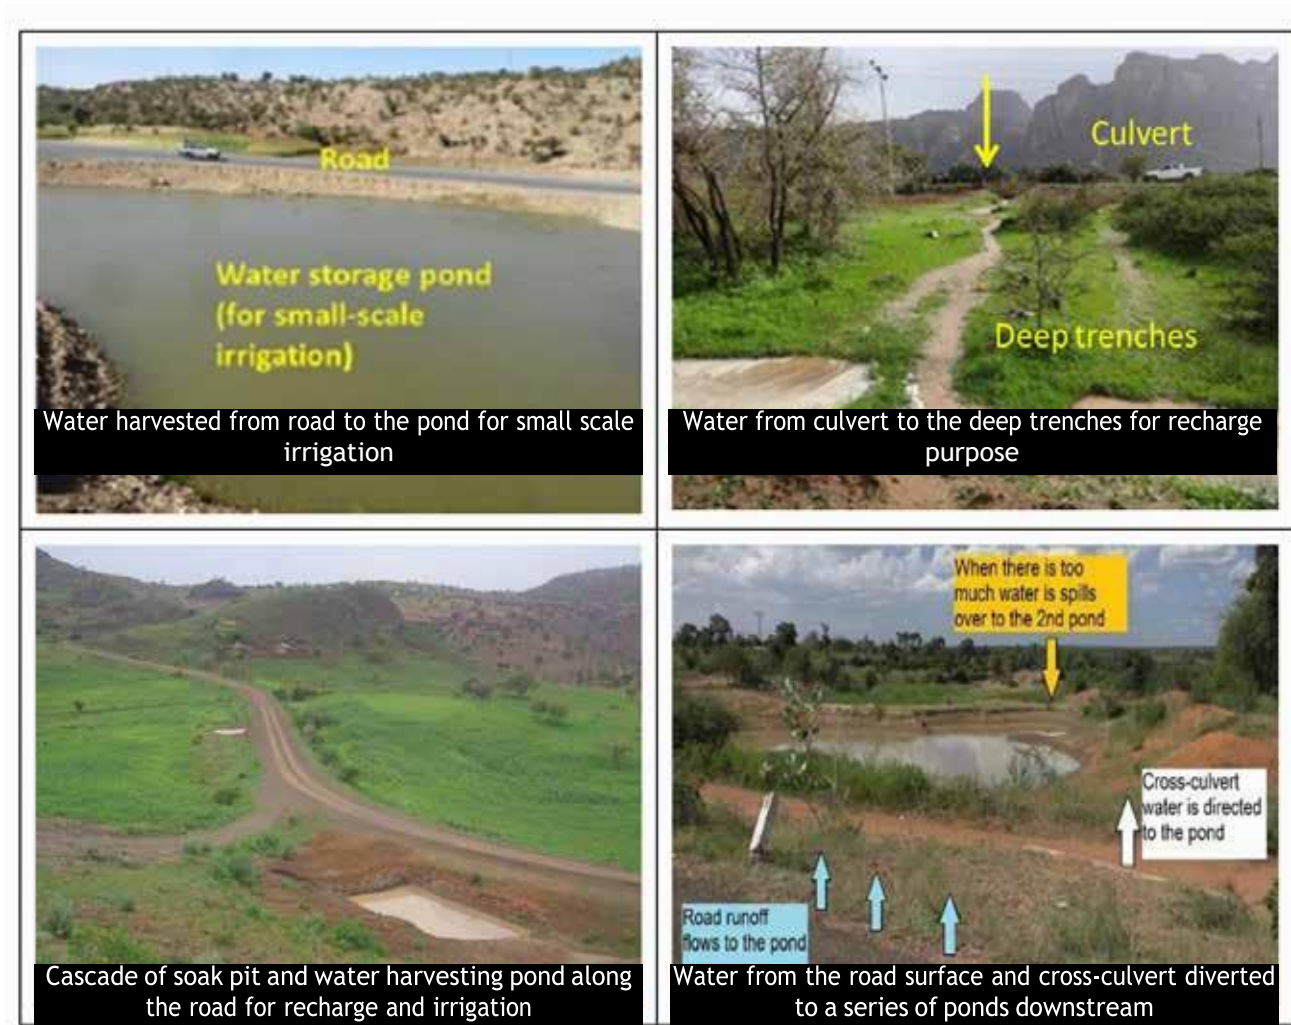 Road
Water storage pond
(for small-scale
irrigation)
Water harvested from road to the pond for small scale
irrigation
Culvert
Deep trenches
Water from culvert to the deep trenches for recharge
purpose
Cascade of soak pit and water harvesting pond along
the road for recharge and irrigation
When there is too
much water is spills
over to the 2nd pond
Cross-culvert
water is directed
to the pond
Road runoff
flows to the pond
Water from the road surface and cross-culvert diverted
to a series of ponds downstream